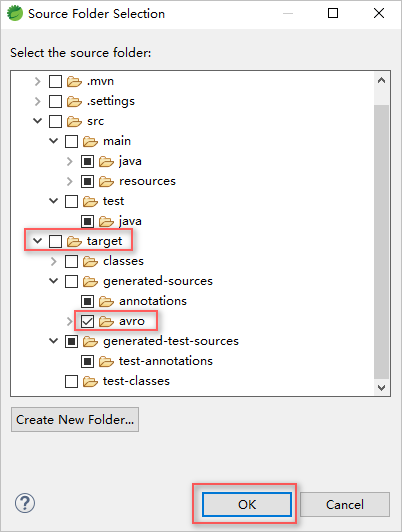 Source Folder Selection
Select the source folder:
.mvn
.settings
src
main
java
resources
test
java
target
classes
generated-sources
annotations
avro
generated-test-sources
test-annotations
test-classes
Create New Folder...
OK
Cancel